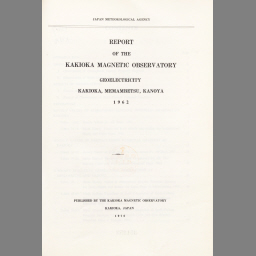 JAPAN METEOROLOGICAL AGENCY
REPORT
OF THE
KAKIOKA MAGNETIC OBSERVATORY
GEOELECTRICITY
KAKIOKA, MEMAMBETSU, KANOYA
1962
PUBLISHED BY THE KAKIOKA MAGNETIC OBSERVATORY
KAKIOKA, JAPAN